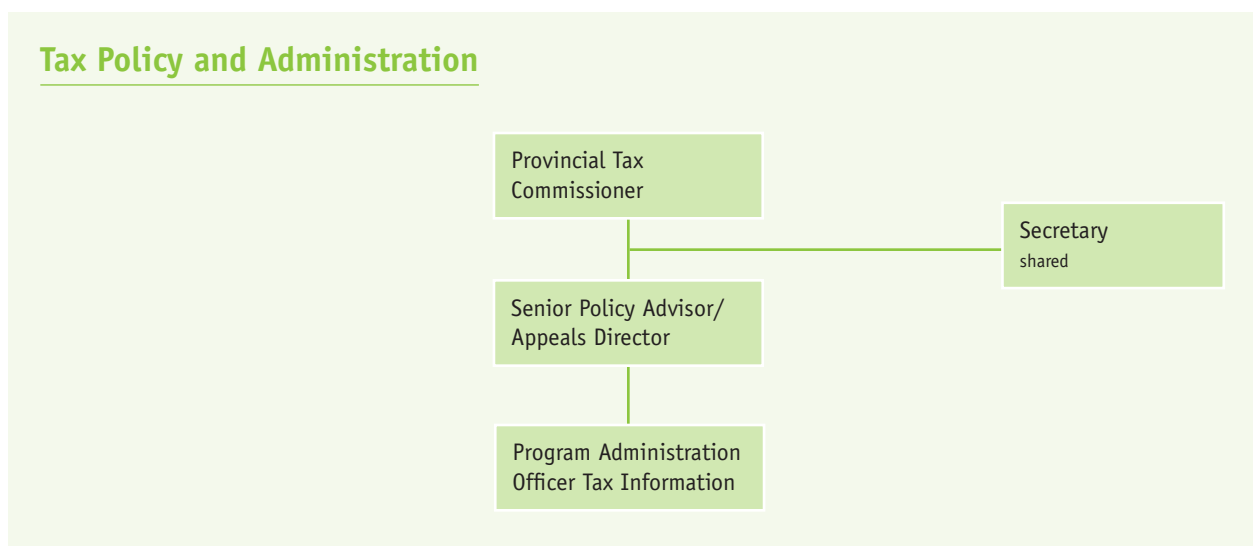 Tax Policy and Administration
Provincial Tax
Commissioner
Secretary
shared
Senior Policy Advisor/
Appeals Director
Program Administration
Officer Tax Information